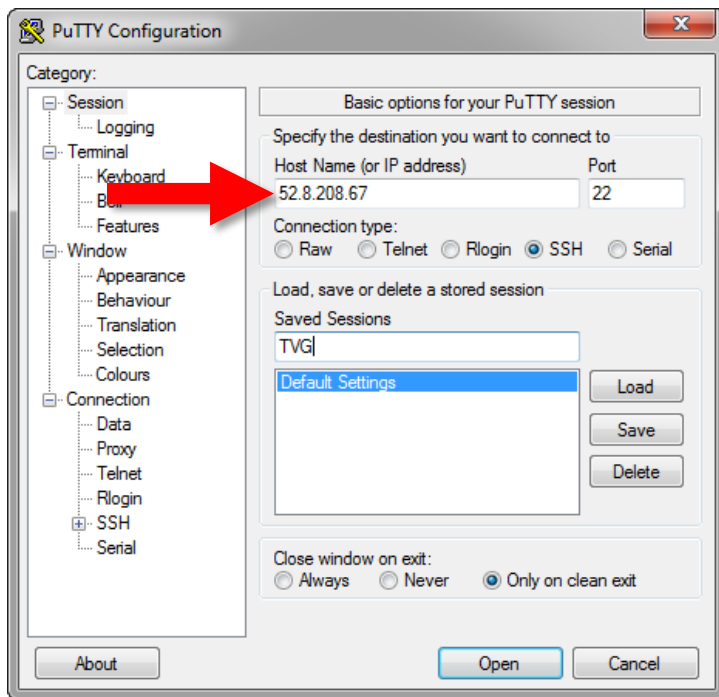 PuTTY Configuration
Category:
Session
Logging
Terminal
Keyboard
Bell
Features
Window
Appearance
Behaviour
Translation
Selection
Colours
Connection
Data
Proxy
Telnet
Rlogin
SSH
Serial
Basic options for your PuTTY session
Specify the destination you want to connect to
Host Name (or IP address) Port
52.8.208.67 22
Connection type:
Raw Telnet Rlogin SSH Serial
Load, save or delete a stored session
Saved Sessions
TVG
Default Settings
Load
Save
Delete
Close window on exit:
Always Never Only on clean exit
About Open Cancel